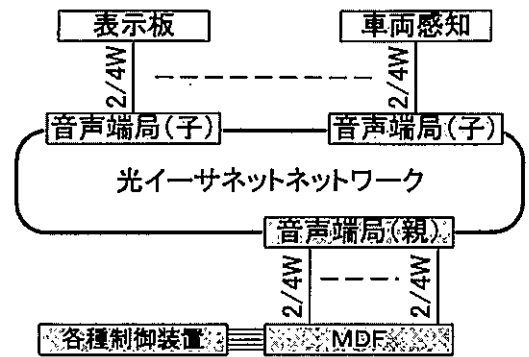 表示板
車両感知
2/4W
2/4W
音声端局(子)
音声端局(子)
光イーサネットネットワーク
音声端局(親)
2/4W
2/4W
各種制御装置
MDF